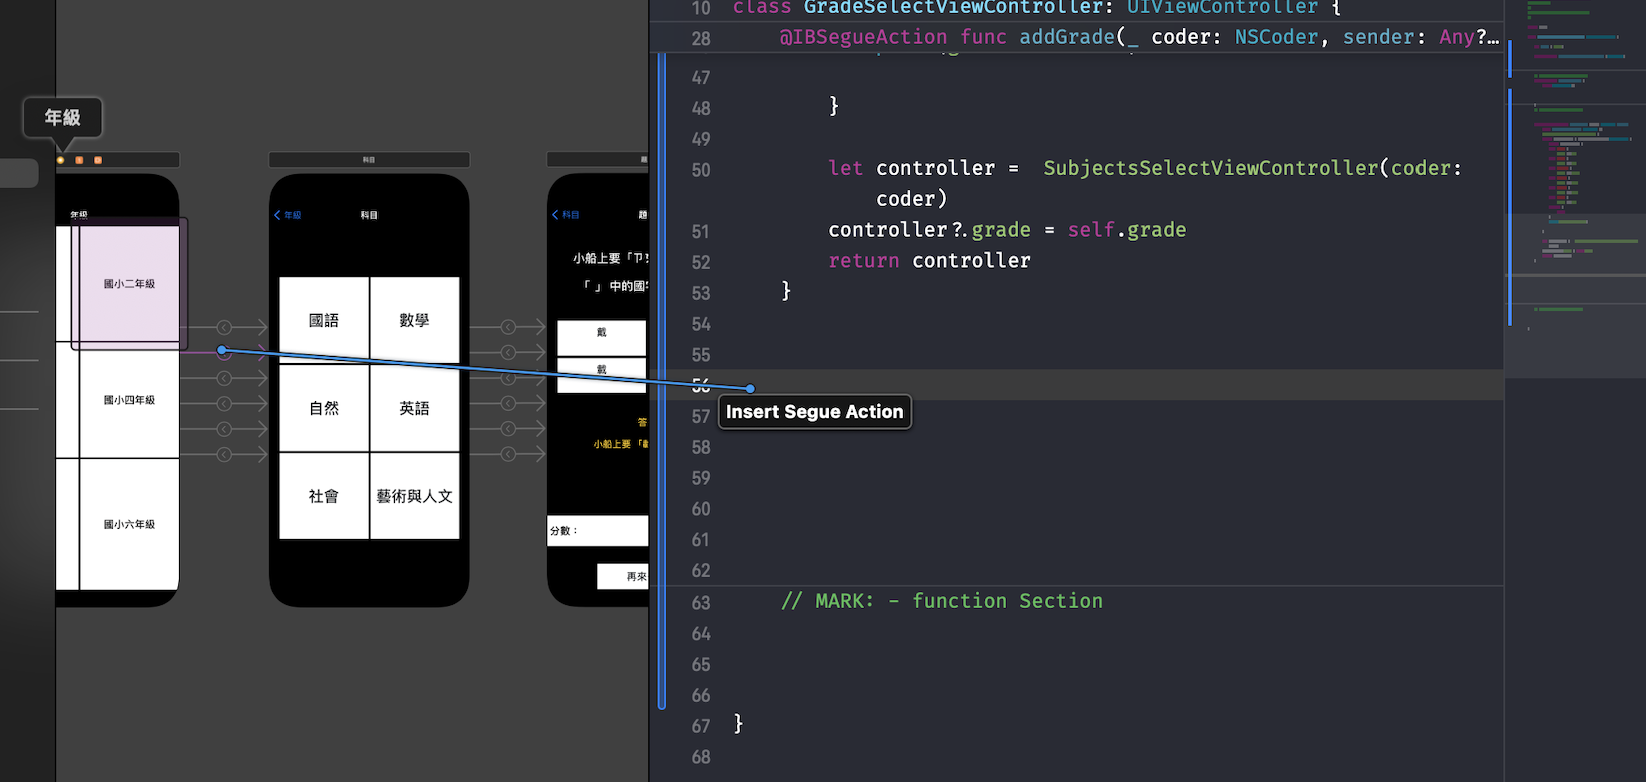 年級
年級
國小二年級
國小四年級
國小六年級
科目
年級
科目
國語
數學
自然
英語
社會
藝術與人文
科目
題
小船上要「ㄗㄞ
「 」 中的國字
戴
載
答
小船上要 「載
分數：
再來
10 class GradeSelectViewController: UIViewController {
28 @IBSegueAction func addGrade(_ coder: NSCoder, sender: Any?…
47
48 }
49
50 let controller = SubjectsSelectViewController(coder:
coder)
51 controller?.grade = self.grade
52 return controller
53 }
54
55
56
Insert Segue Action
57
58
59
60
61
62
63 // MARK: - function Section
64
65
66
67 }
68